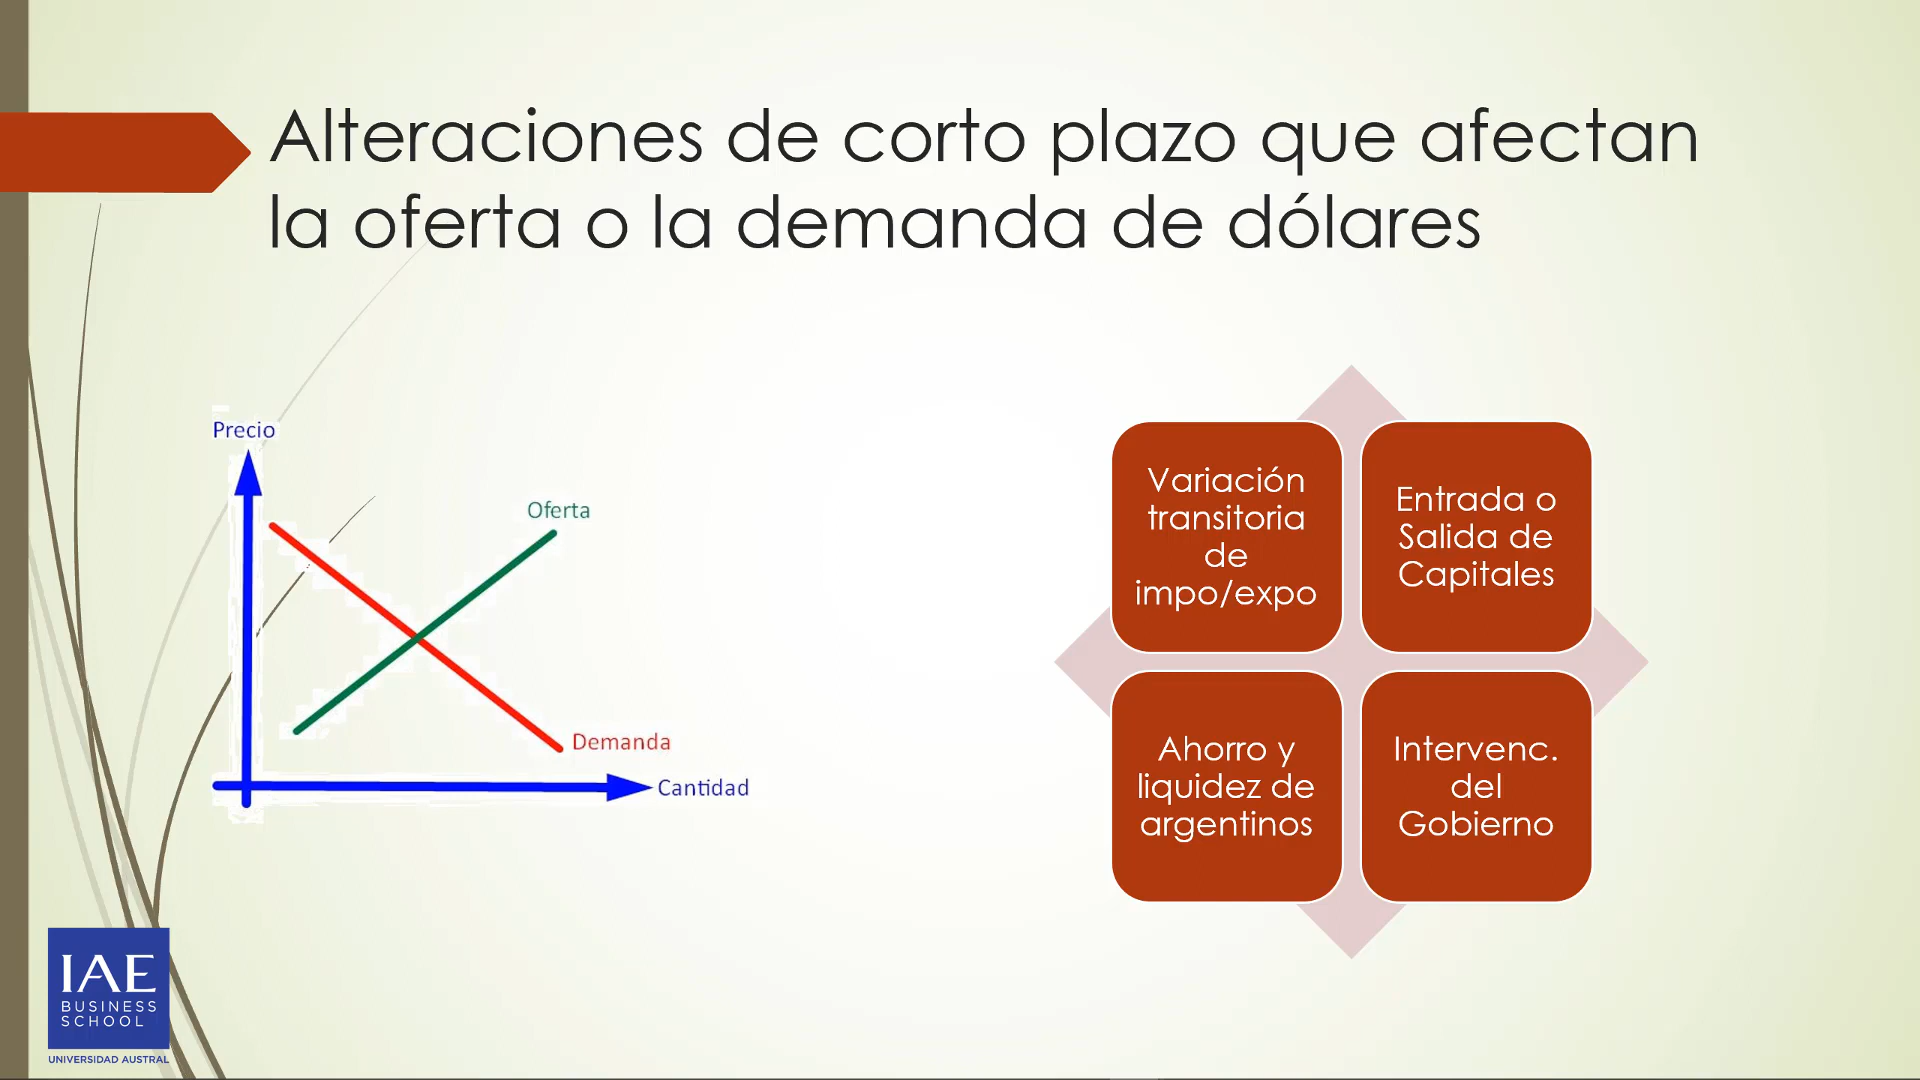 Alteraciones de corto plazo que afectan
la oferta o la demanda de dólares
Precio
Oferta
Demanda
Cantidad
Variación
transitoria
de
impo/expo
Entrada o
Salida de
Capitales
Ahorro y
liquidez de
argentinos
Intervenc.
del
Gobierno
IAE
BUSINESS
SCHOOL
UNIVERSIDAD AUSTRAL